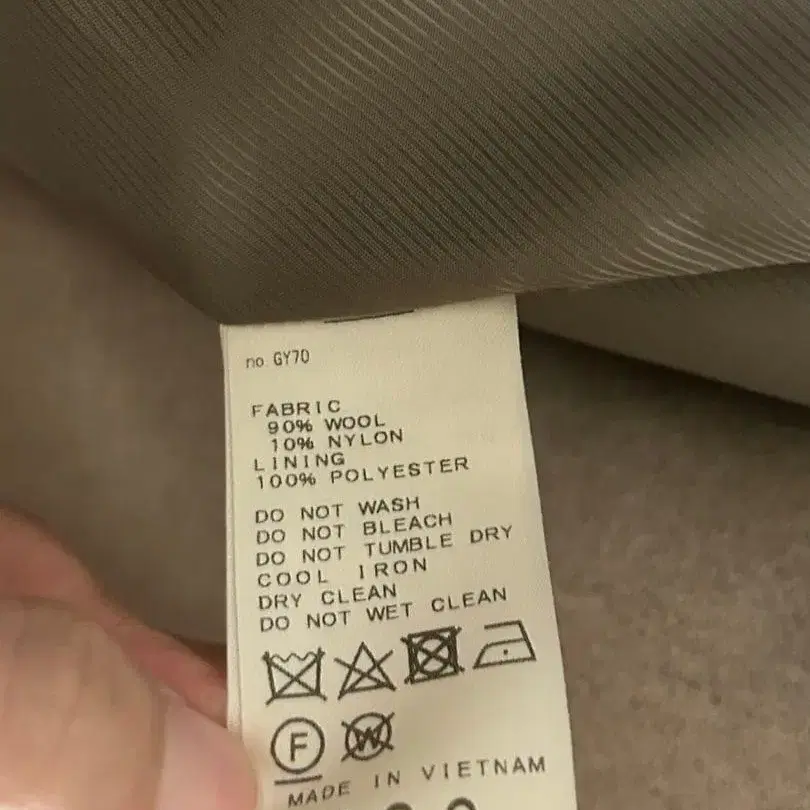 no. GY70
FABRIC
90% WOOL
10% NYLON
LINING
100% POLYESTER
DO NOT WASH
DO NOT BLEACH
DO NOT TUMBLE DRY
COOL IRON
DRY CLEAN
DO NOT WET CLEAN
F W
MADE IN VIETNAM